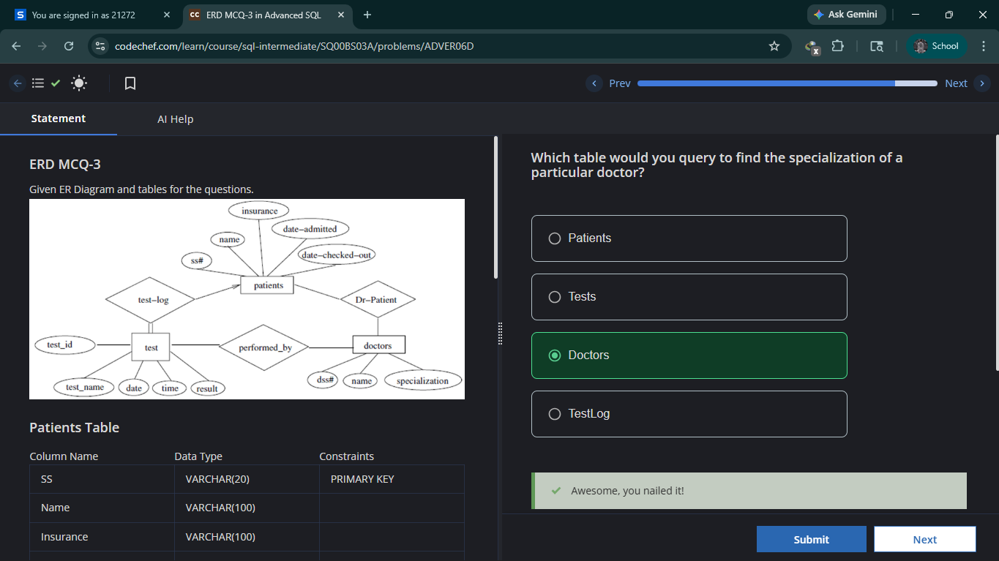 You are signed in as 21272
ERD MCQ-3 in Advanced SQL
Ask Gemini
codechef.com/learn/course/sql-intermediate/SQ00BS03A/problems/ADVER06D
School
Prev
Next
Statement
AI Help
ERD MCQ-3
Given ER Diagram and tables for the questions.
insurance
date-admitted
name
date-checked-out
ss#
patients
test-log
Dr-Patient
test_id
test
performed_by
doctors
test_name
date
time
result
dss#
name
specialization
Patients Table
Column Name Data Type Constraints
SS VARCHAR(20) PRIMARY KEY
Name VARCHAR(100)
Insurance VARCHAR(100)
Which table would you query to find the specialization of a
particular doctor?
Patients
Tests
Doctors
TestLog
Awesome, you nailed it!
Submit
Next